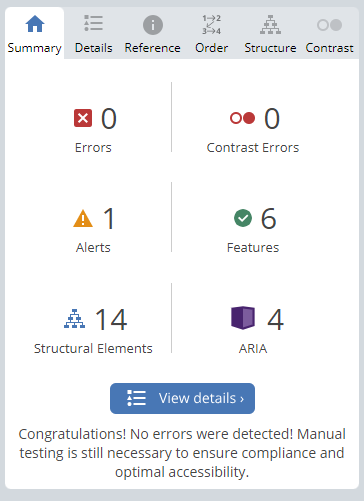 Summary Details Reference Order Structure Contrast
0 0
Errors Contrast Errors
1 6
Alerts Features
14 4
Structural Elements ARIA
View details ›
Congratulations! No errors were detected! Manual
testing is still necessary to ensure compliance and
optimal accessibility.